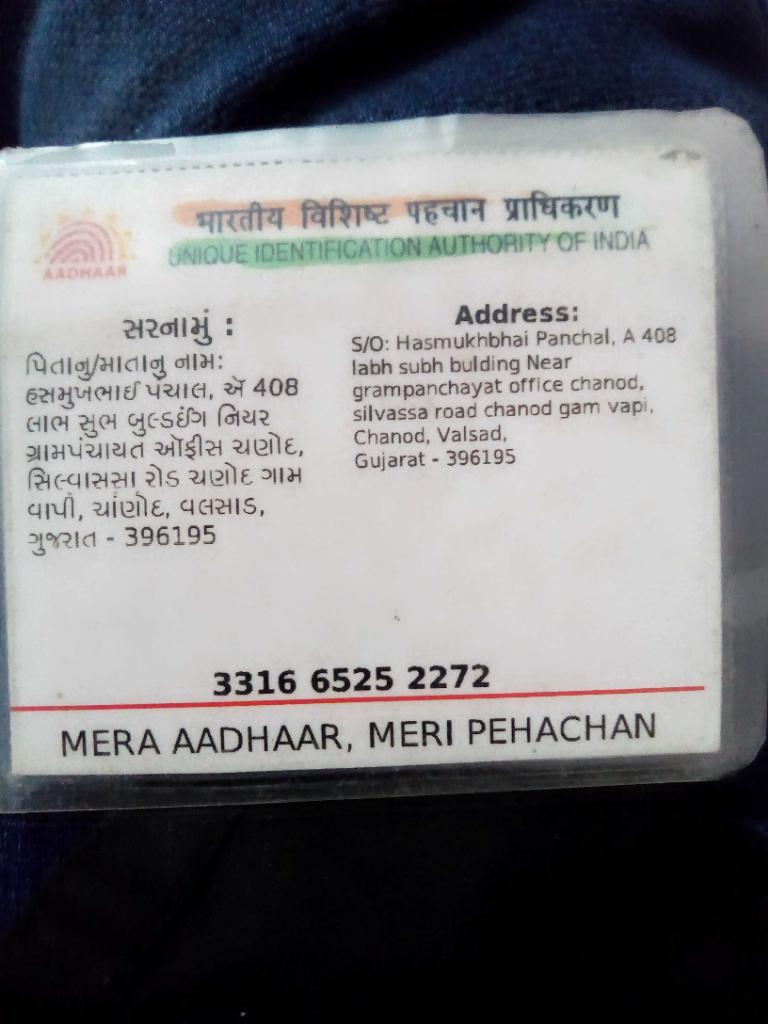 भारतीय विशिष्ट पहचान प्राधिकरण
UNIQUE IDENTIFICATION AUTHORITY OF INDIA
AADHAAR
સરનામું :
પિતાનુ/માતાનુ નામ:
હસમુખભાઈ પંચાલ, ઍ 408
લાભ સુભ બુલ્ડઈંગ નિયર
ગ્રામપંચાયત ઑફીસ ચણોદ,
સિલ્વાસસા રોડ ચણોદ ગામ
વાપી, ચાંણોદ, વલસાડ,
ગુજરાત - 396195
Address:
S/O: Hasmukhbhai Panchal, A 408
labh subh bulding Near
grampanchayat office chanod,
silvassa road chanod gam vapi,
Chanod, Valsad,
Gujarat - 396195
3316 6525 2272
MERA AADHAAR, MERI PEHACHAN